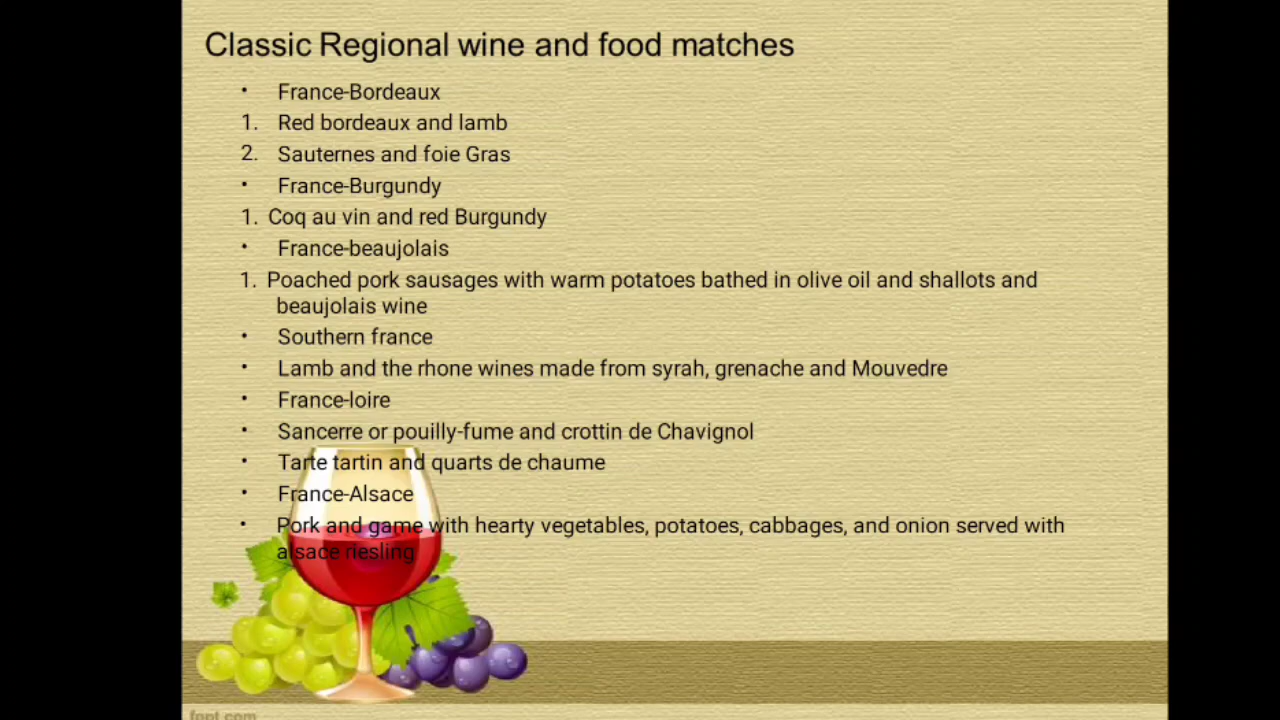 Classic Regional wine and food matches
• France-Bordeaux
1. Red bordeaux and lamb
2. Sauternes and foie Gras
• France-Burgundy
1. Coq au vin and red Burgundy
• France-beaujolais
1. Poached pork sausages with warm potatoes bathed in olive oil and shallots and
beaujolais wine
• Southern france
• Lamb and the rhone wines made from syrah, grenache and Mouvedre
• France-loire
• Sancerre or pouilly-fume and crottin de Chavignol
• Tarte tartin and quarts de chaume
• France-Alsace
• Pork and game with hearty vegetables, potatoes, cabbages, and onion served with
alsace riesling
fppt.com